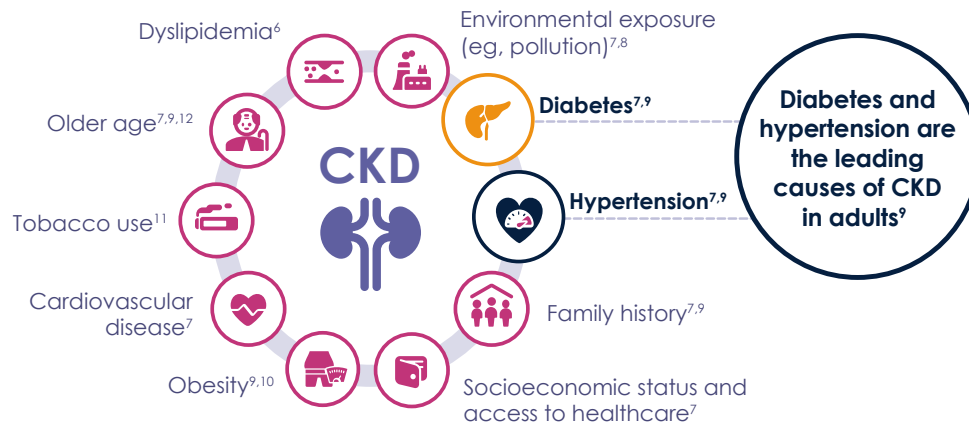 Dyslipidemia⁶
Environmental exposure
(eg, pollution)⁷,⁸
Diabetes⁷,⁹
Older age⁷,⁹,¹²
CKD
Hypertension⁷,⁹
Tobacco use¹¹
Cardiovascular
disease⁷
Family history⁷,⁹
Obesity⁹,¹⁰
Socioeconomic status and
access to healthcare⁷
Diabetes and
hypertension are
the leading
causes of CKD
in adults⁹